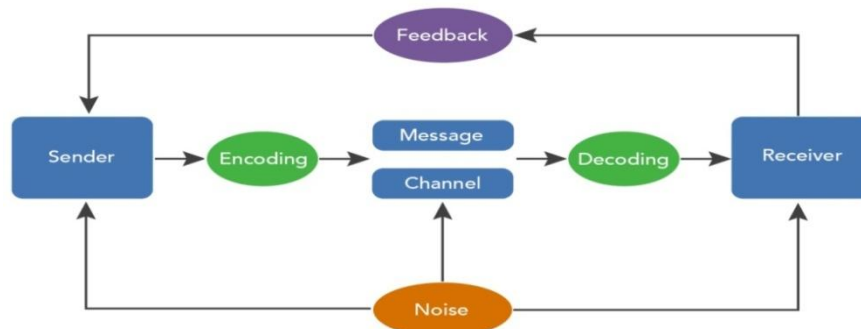 Feedback
Sender
Encoding
Message
Channel
Decoding
Receiver
Noise